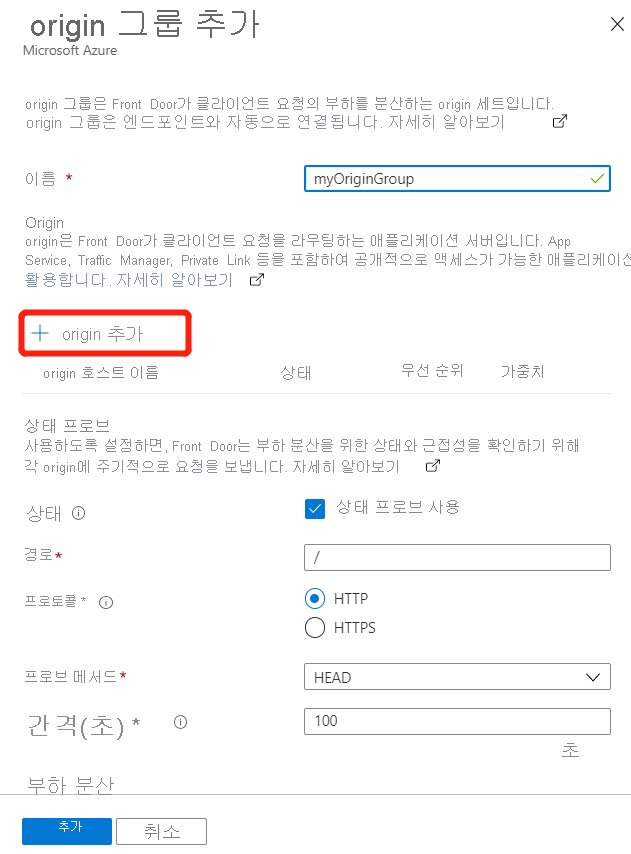 origin 그룹 추가
Microsoft Azure
origin 그룹은 Front Door가 클라이언트 요청의 부하를 분산하는 origin 세트입니다.
origin 그룹은 엔드포인트와 자동으로 연결됩니다. 자세히 알아보기
이름 *
myOriginGroup
Origin
origin은 Front Door가 클라이언트 요청을 라우팅하는 애플리케이션 서버입니다. App
Service, Traffic Manager, Private Link 등을 포함하여 공개적으로 액세스가 가능한 애플리케이션
활용합니다. 자세히 알아보기
+ origin 추가
origin 호스트 이름 상태 우선 순위 가중치
상태 프로브
사용하도록 설정하면, Front Door는 부하 분산을 위한 상태와 근접성을 확인하기 위해
각 origin에 주기적으로 요청을 보냅니다. 자세히 알아보기
상태 상태 프로브 사용
경로* /
프로토콜 * HTTP
HTTPS
프로브 메서드* HEAD
간격(초) * 100
초
부하 분산
추가 취소